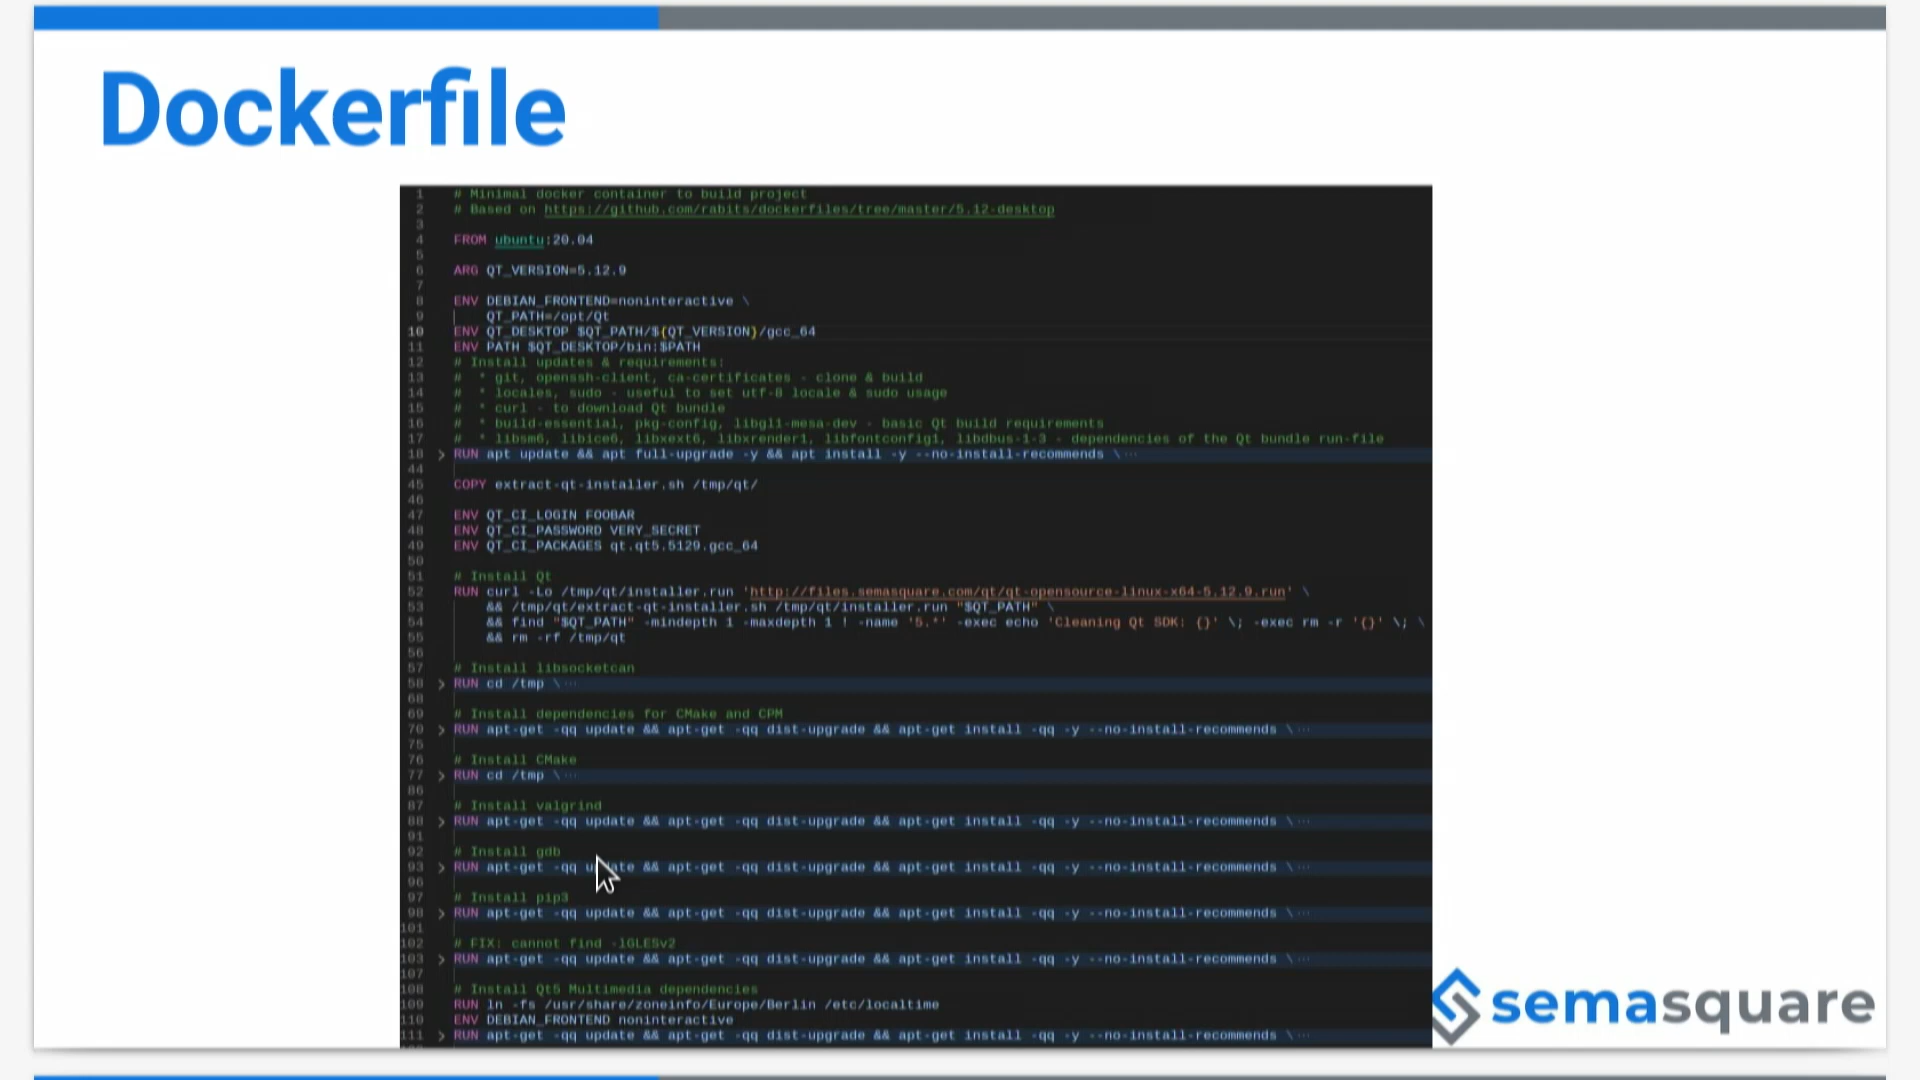 Dockerfile
1 # Minimal docker container to build project
2 # Based on https://github.com/rabits/dockerfiles/tree/master/5.12-desktop
3
4 FROM ubuntu:20.04
5
6 ARG QT_VERSION=5.12.9
7
8 ENV DEBIAN_FRONTEND=noninteractive \
9 QT_PATH=/opt/Qt
10 ENV QT_DESKTOP $QT_PATH/${QT_VERSION}/gcc_64
11 ENV PATH $QT_DESKTOP/bin:$PATH
12 # Install updates & requirements:
13 # * git, openssh-client, ca-certificates - clone & build
14 # * locales, sudo - useful to set utf-8 locale & sudo usage
15 # * curl - to download Qt bundle
16 # * build-essential, pkg-config, libgl1-mesa-dev - basic Qt build requirements
17 # * libsm6, libice6, libxext6, libxrender1, libfontconfig1, libdbus-1-3 - dependencies of the Qt bundle run-file
18 > RUN apt update && apt full-upgrade -y && apt install -y --no-install-recommends \ ···
44
45 COPY extract-qt-installer.sh /tmp/qt/
46
47 ENV QT_CI_LOGIN FOOBAR
48 ENV QT_CI_PASSWORD VERY_SECRET
49 ENV QT_CI_PACKAGES qt.qt5.5129.gcc_64
50
51 # Install Qt
52 RUN curl -Lo /tmp/qt/installer.run 'http://files.semasquare.com/qt/qt-opensource-linux-x64-5.12.9.run' \
53 && /tmp/qt/extract-qt-installer.sh /tmp/qt/installer.run "$QT_PATH" \
54 && find "$QT_PATH" -mindepth 1 -maxdepth 1 ! -name '5.*' -exec echo 'Cleaning Qt SDK: {}' \; -exec rm -r '{}' \; \
55 && rm -rf /tmp/qt
56
57 # Install libsocketcan
58 > RUN cd /tmp \ ···
68
69 # Install dependencies for CMake and CPM
70 > RUN apt-get -qq update && apt-get -qq dist-upgrade && apt-get install -qq -y --no-install-recommends \ ···
75
76 # Install CMake
77 > RUN cd /tmp \ ···
86
87 # Install valgrind
88 > RUN apt-get -qq update && apt-get -qq dist-upgrade && apt-get install -qq -y --no-install-recommends \ ···
91
92 # Install gdb
93 > RUN apt-get -qq update && apt-get -qq dist-upgrade && apt-get install -qq -y --no-install-recommends \ ···
96
97 # Install pip3
98 > RUN apt-get -qq update && apt-get -qq dist-upgrade && apt-get install -qq -y --no-install-recommends \ ···
101
102 # FIX: cannot find -lGLESv2
103 > RUN apt-get -qq update && apt-get -qq dist-upgrade && apt-get install -qq -y --no-install-recommends \ ···
107
108 # Install Qt5 Multimedia dependencies
109 RUN ln -fs /usr/share/zoneinfo/Europe/Berlin /etc/localtime
110 ENV DEBIAN_FRONTEND noninteractive
111 > RUN apt-get -qq update && apt-get -qq dist-upgrade && apt-get install -qq -y --no-install-recommends \ ···
semasquare